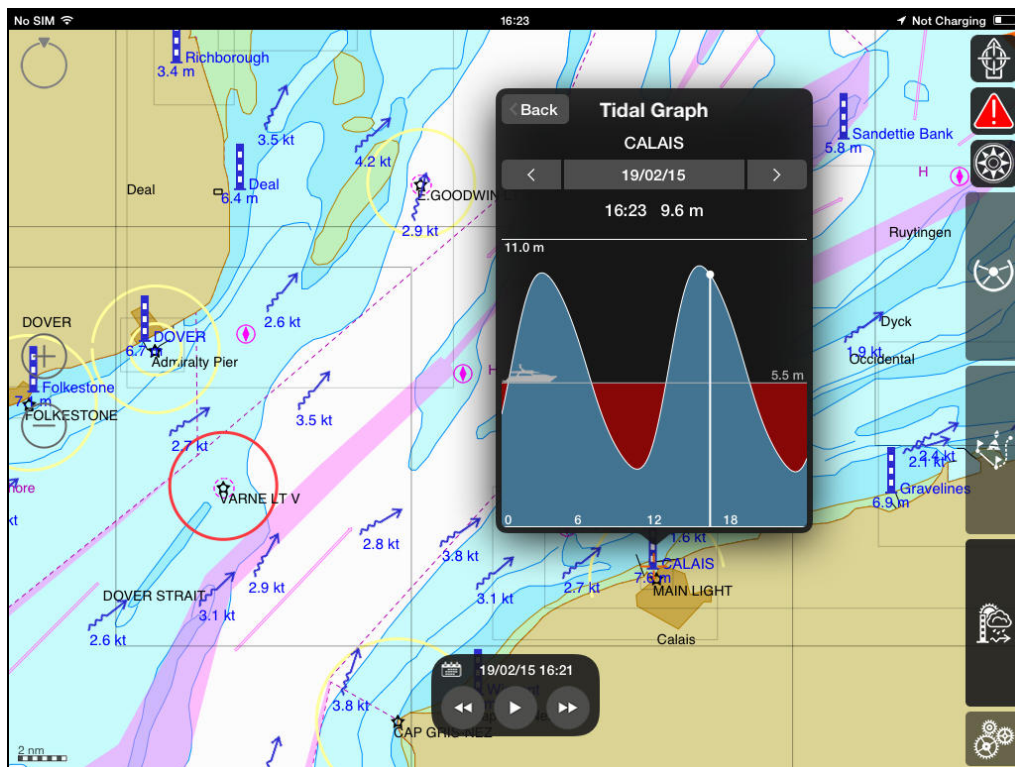 No SIM
16:23
Not Charging
Richborough
3.4 m
3.5 kt
4.2 kt
Deal
Deal
6.4 m
E.GOODWIN
2.9 kt
Back
Tidal Graph
CALAIS
19/02/15
16:23 9.6 m
11.0 m
5.5 m
0 6 12 18
Sandettie Bank
5.8 m
H
Ruytingen
2.6 kt
DOVER
DOVER
Admiralty Pier
Folkestone
FOLKESTONE
H
Dyck
1.9 kt
Occidental
3.5 kt
2.7 kt
2.4 kt
2.1 kt
Gravelines
6.9 m
VARNE LT V
kt
2.8 kt
3.8 kt
1.6 kt
CALAIS
MAIN LIGHT
2.9 kt
3.1 kt
2.7 kt
DOVER STRAIT
3.1 kt
2.6 kt
Calais
19/02/15 16:21
3.8 kt
CAP GRIS-NEZ
2 nm